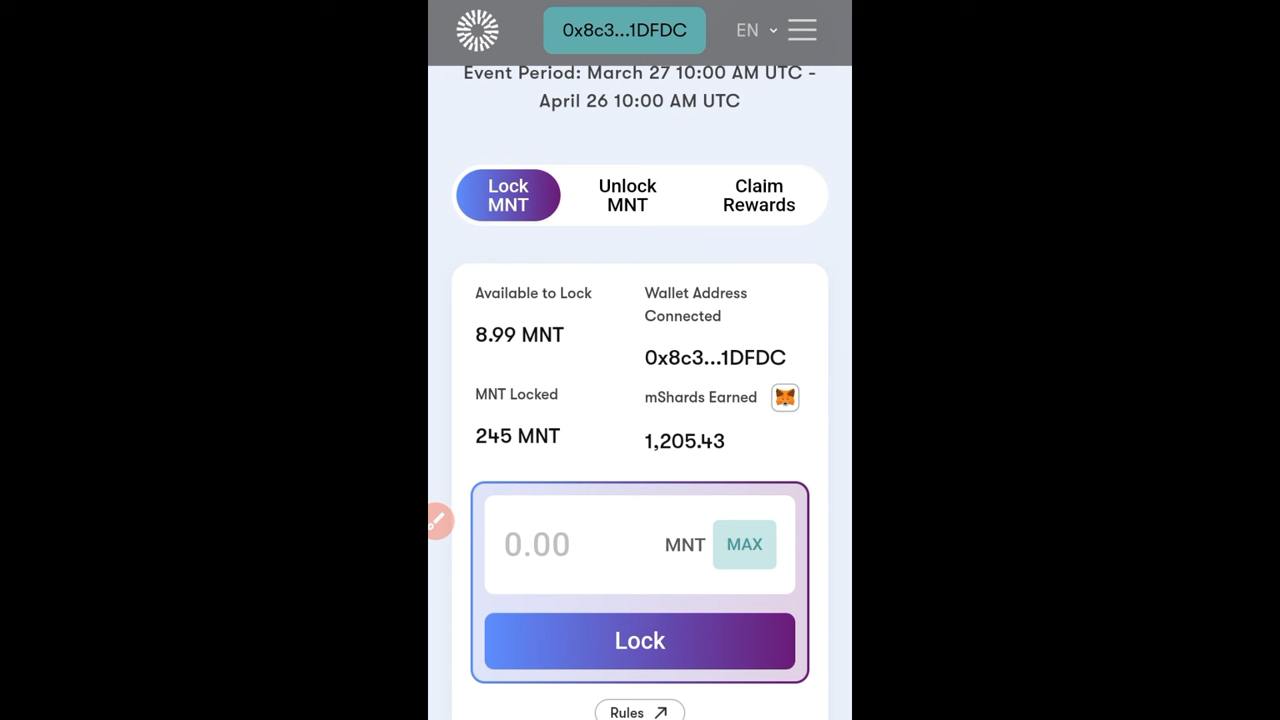 0x8c3...1DFDC
EN
Event Period: March 27 10:00 AM UTC -
April 26 10:00 AM UTC
Lock
MNT
Unlock
MNT
Claim
Rewards
Available to Lock
8.99 MNT
Wallet Address
Connected
0x8c3...1DFDC
MNT Locked
245 MNT
mShards Earned
1,205.43
0.00
MNT
MAX
Lock
Rules